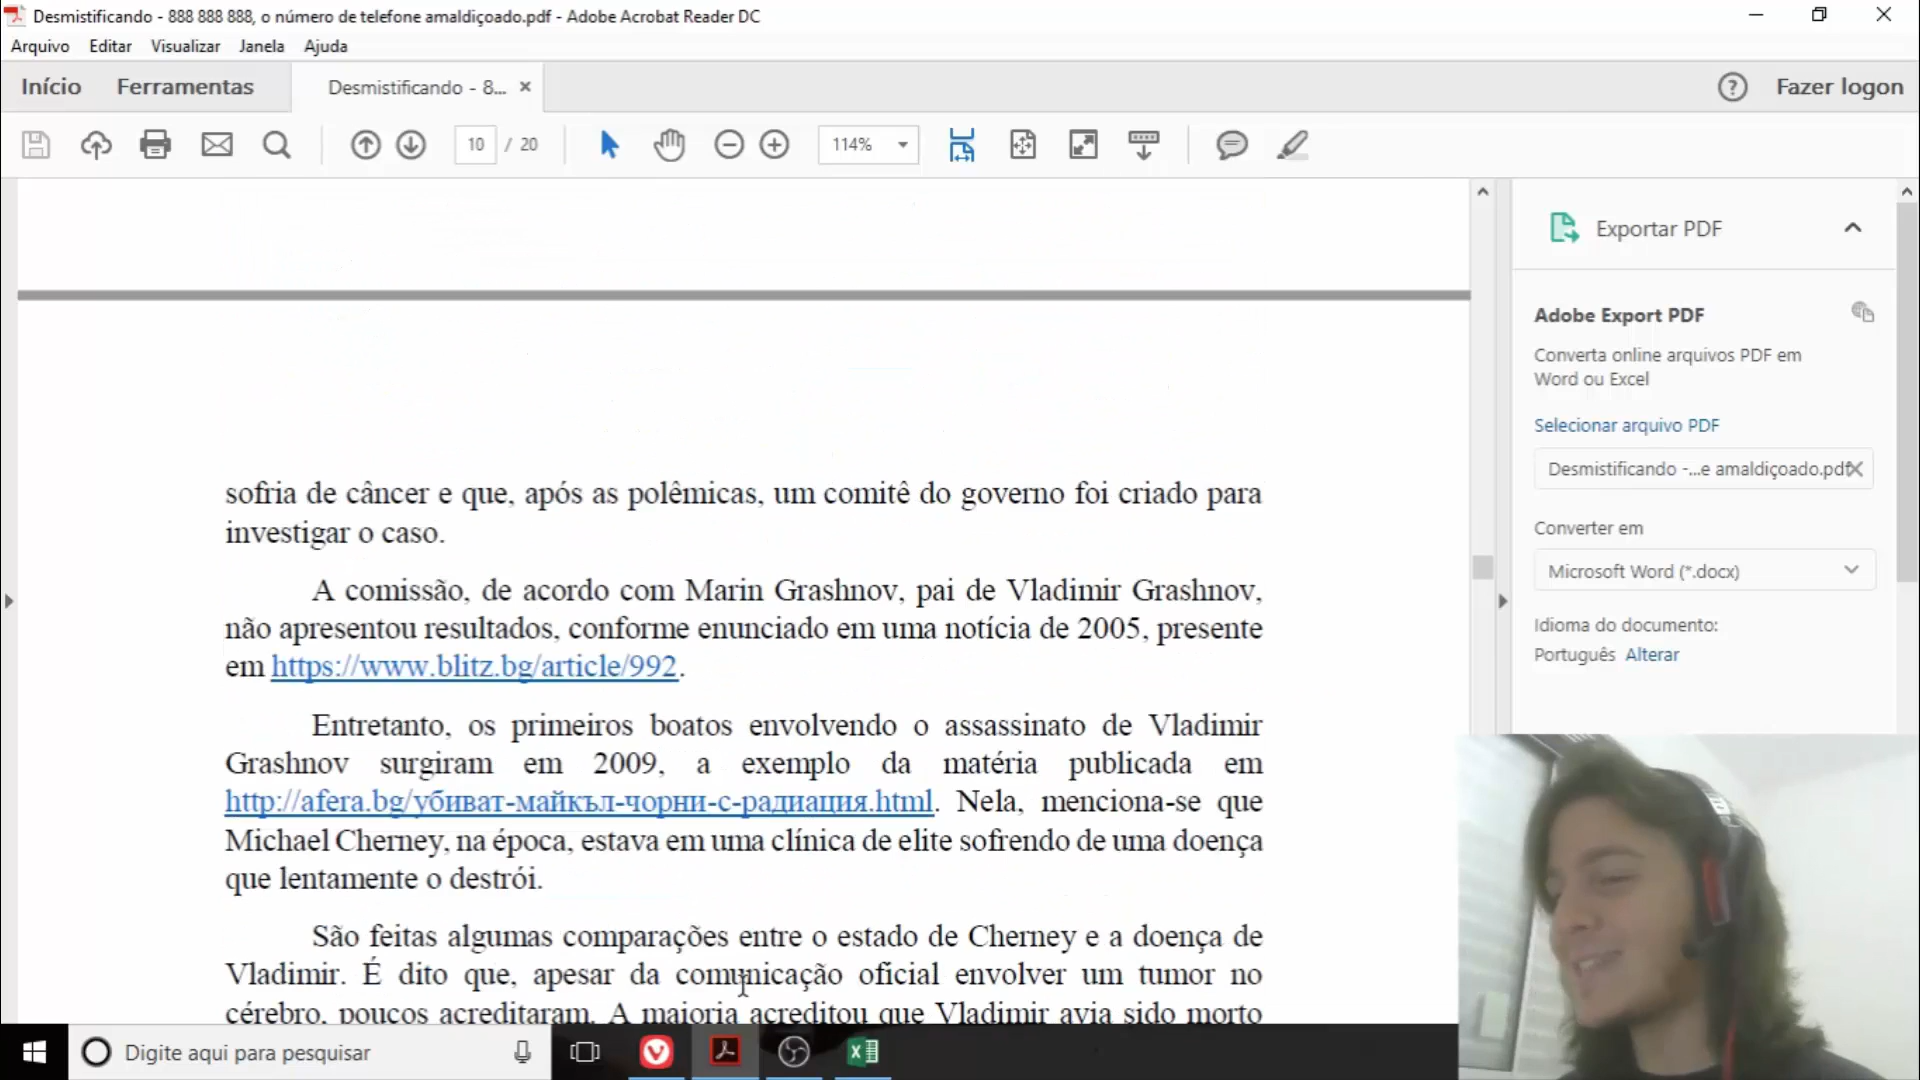 Desmistificando - 888 888 888, o número de telefone amaldiçoado.pdf - Adobe Acrobat Reader DC
Arquivo Editar Visualizar Janela Ajuda
Início Ferramentas Desmistificando - 8... Fazer logon
10 / 20 114%
Exportar PDF
Adobe Export PDF
Converta online arquivos PDF em
Word ou Excel
Selecionar arquivo PDF
Desmistificando -...e amaldiçoado.pdf
Converter em
Microsoft Word (*.docx)
Idioma do documento:
Português Alterar
sofria de câncer e que, após as polêmicas, um comitê do governo foi criado para
investigar o caso.
A comissão, de acordo com Marin Grashnov, pai de Vladimir Grashnov,
não apresentou resultados, conforme enunciado em uma notícia de 2005, presente
em https://www.blitz.bg/article/992.
Entretanto, os primeiros boatos envolvendo o assassinato de Vladimir
Grashnov surgiram em 2009, a exemplo da matéria publicada em
http://afera.bg/убиват-майкъл-чорни-с-радиация.html. Nela, menciona-se que
Michael Cherney, na época, estava em uma clínica de elite sofrendo de uma doença
que lentamente o destrói.
São feitas algumas comparações entre o estado de Cherney e a doença de
Vladimir. É dito que, apesar da comunicação oficial envolver um tumor no
cérebro, poucos acreditaram. A maioria acreditou que Vladimir avia sido morto
Digite aqui para pesquisar